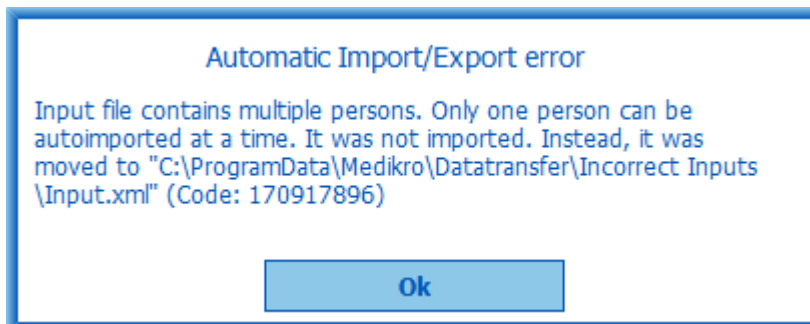 Automatic Import/Export error
Input file contains multiple persons. Only one person can be
autoimported at a time. It was not imported. Instead, it was
moved to "C:\ProgramData\Medikro\Datatransfer\Incorrect Inputs
\Input.xml" (Code: 170917896)
Ok